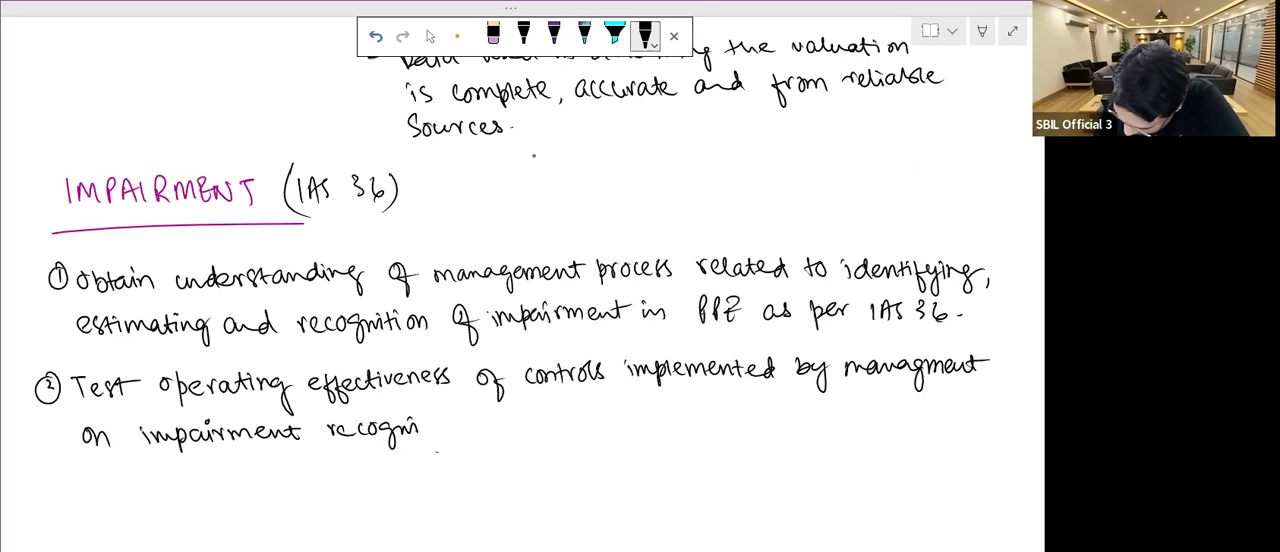 the valuation
is complete, accurate and from reliable
Sources.
SBIL Official 3
IMPAIRMENT (IAS 36)
① Obtain understanding of management process related to identifying,
estimating and recognition of impairment in PPE as per IAS 36.
② Test operating effectiveness of controls implemented by managment
on impairment recogni